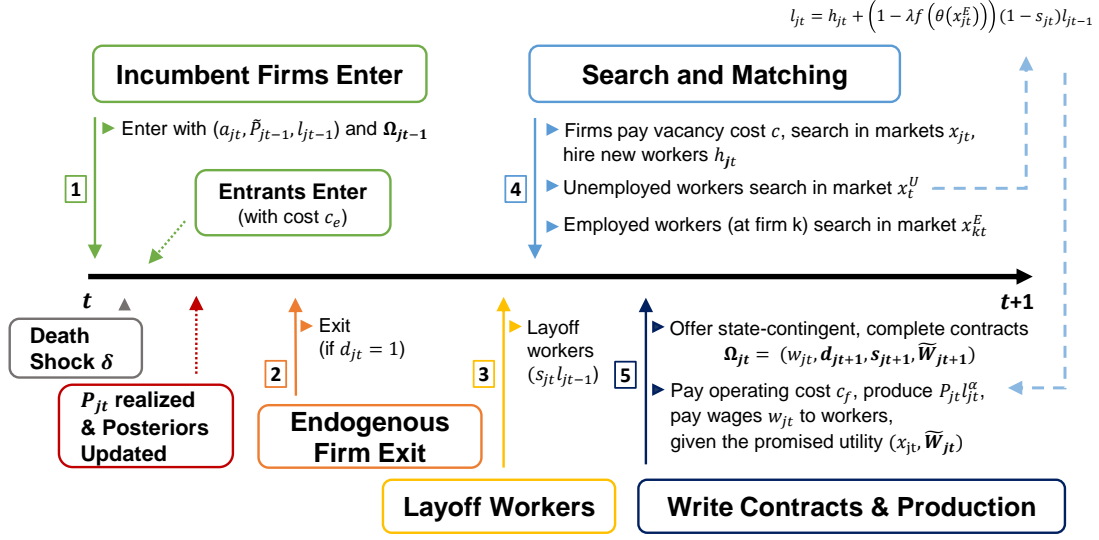 l_{jt} = h_{jt} + (1 − λf(θ(x_{jt}^E)))(1 − s_{jt})l_{jt−1}
Incumbent Firms Enter
Search and Matching
Enter with (a_{jt}, P̃_{jt−1}, l_{jt−1}) and Ω_{jt−1}
1
Entrants Enter
(with cost c_e)
4
Firms pay vacancy cost c, search in markets x_{jt},
hire new workers h_{jt}
Unemployed workers search in market x_t^U
Employed workers (at firm k) search in market x_{kt}^E
t
t+1
Death
Shock δ
P_{jt} realized
& Posteriors
Updated
2
Exit
(if d_{jt} = 1)
Endogenous
Firm Exit
3
Layoff
workers
(s_{jt}l_{jt−1})
Layoff Workers
5
Offer state-contingent, complete contracts
Ω_{jt} = (w_{jt}, d_{jt+1}, s_{jt+1}, W̃_{jt+1})
Pay operating cost c_f, produce P_{jt}l_{jt}^α,
pay wages w_{jt} to workers,
given the promised utility (x_{jt}, W̃_{jt})
Write Contracts & Production